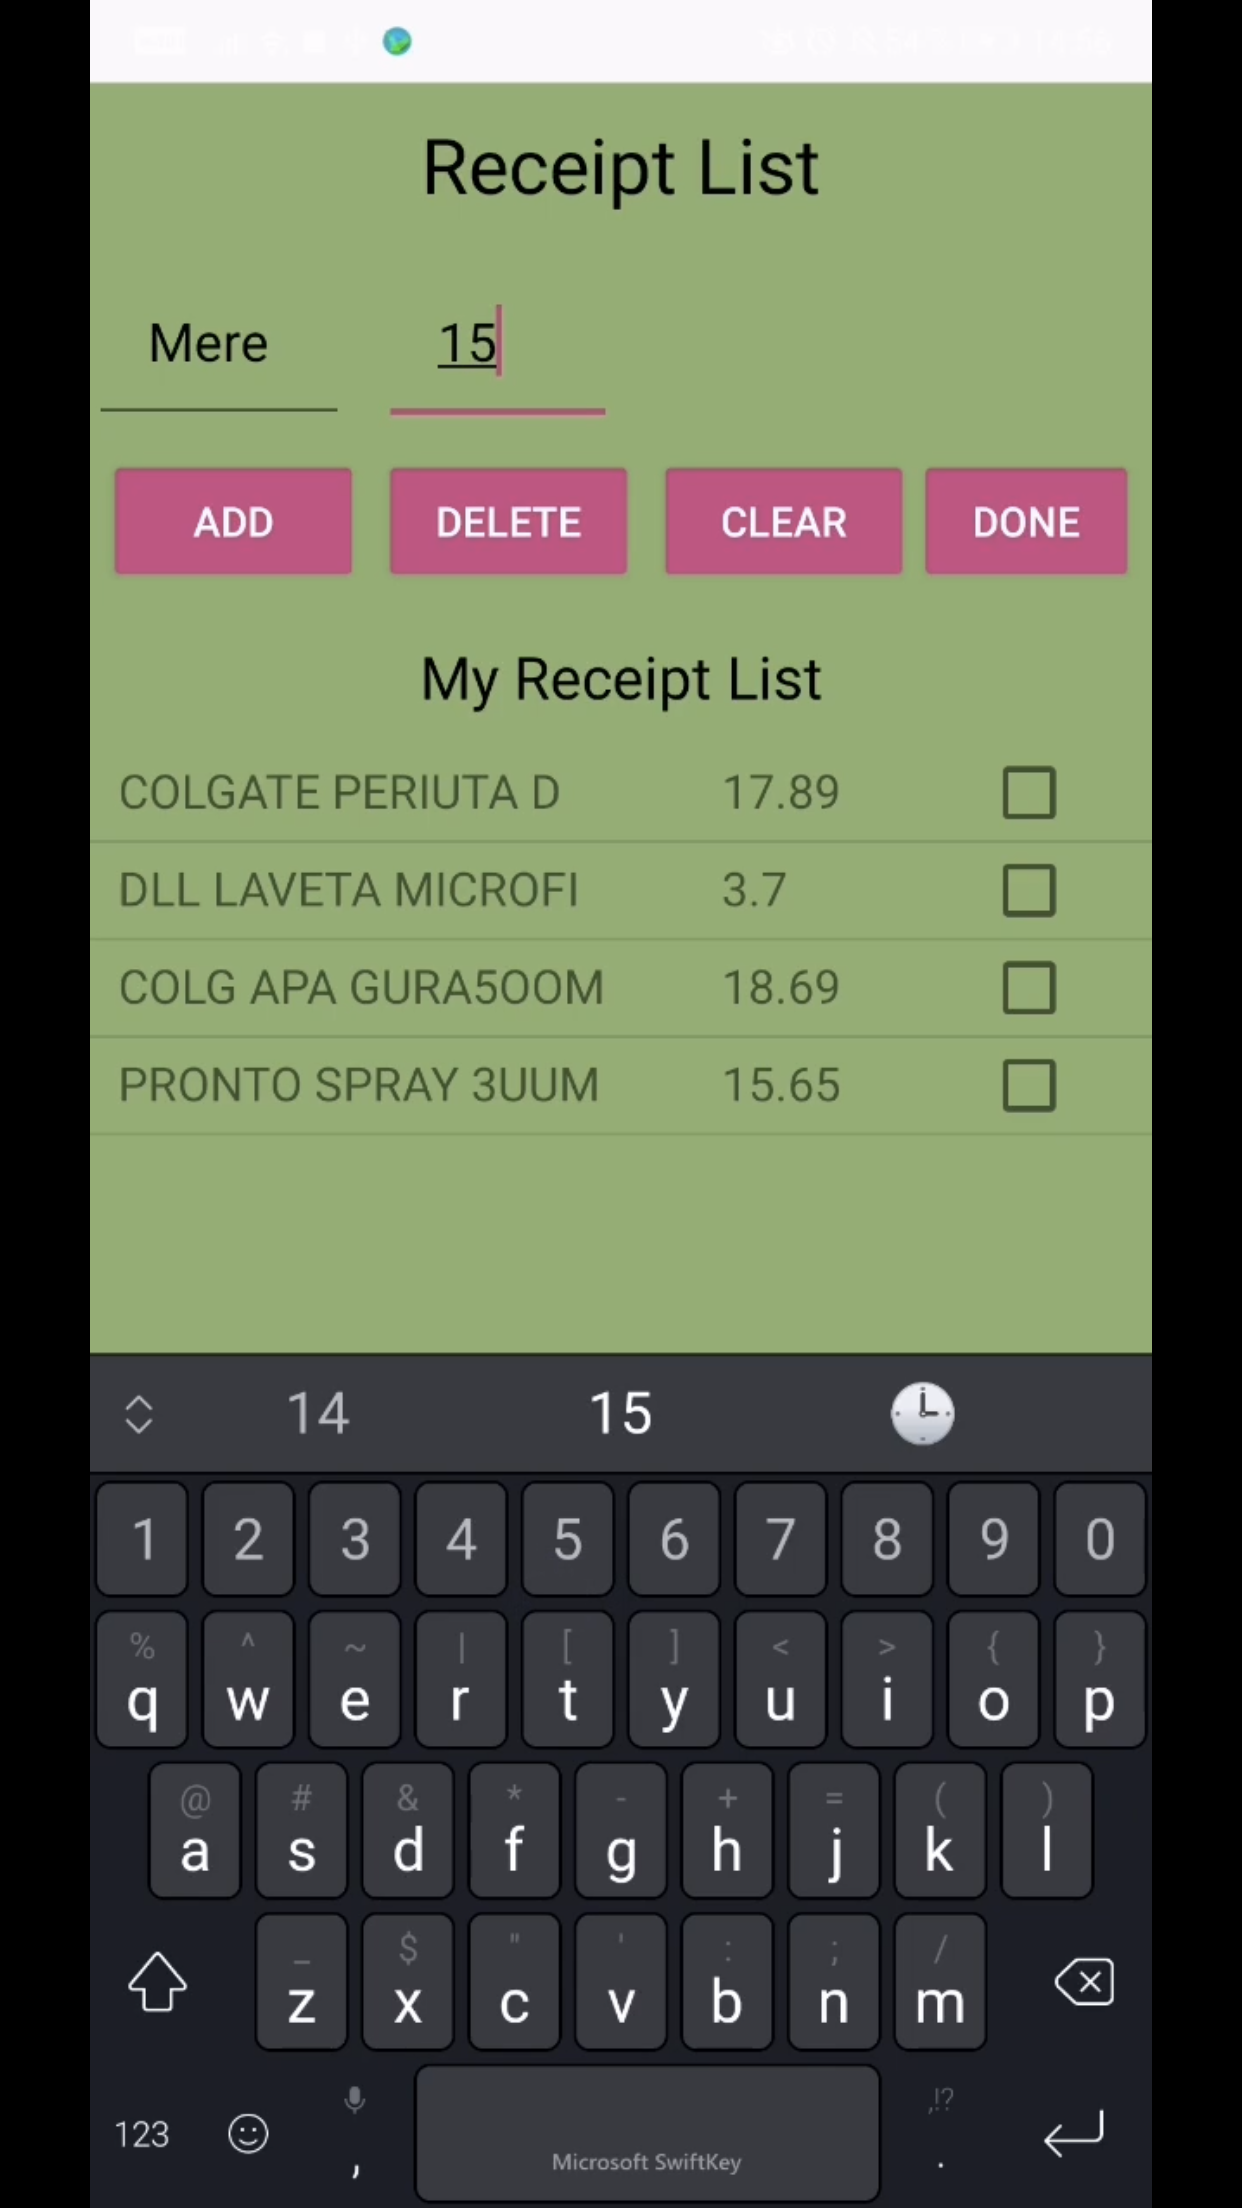 Receipt List
Mere 15
ADD DELETE CLEAR DONE
My Receipt List
COLGATE PERIUTA D 17.89
DLL LAVETA MICROFI 3.7
COLG APA GURA5OOM 18.69
PRONTO SPRAY 3UUM 15.65
14 15
1 2 3 4 5 6 7 8 9 0
% ^ ~ | [ ] < > { }
q w e r t y u i o p
@ # & * - + = ( )
a s d f g h j k l
_ $ " ' : ; /
z x c v b n m
,!?
123 , Microsoft SwiftKey .